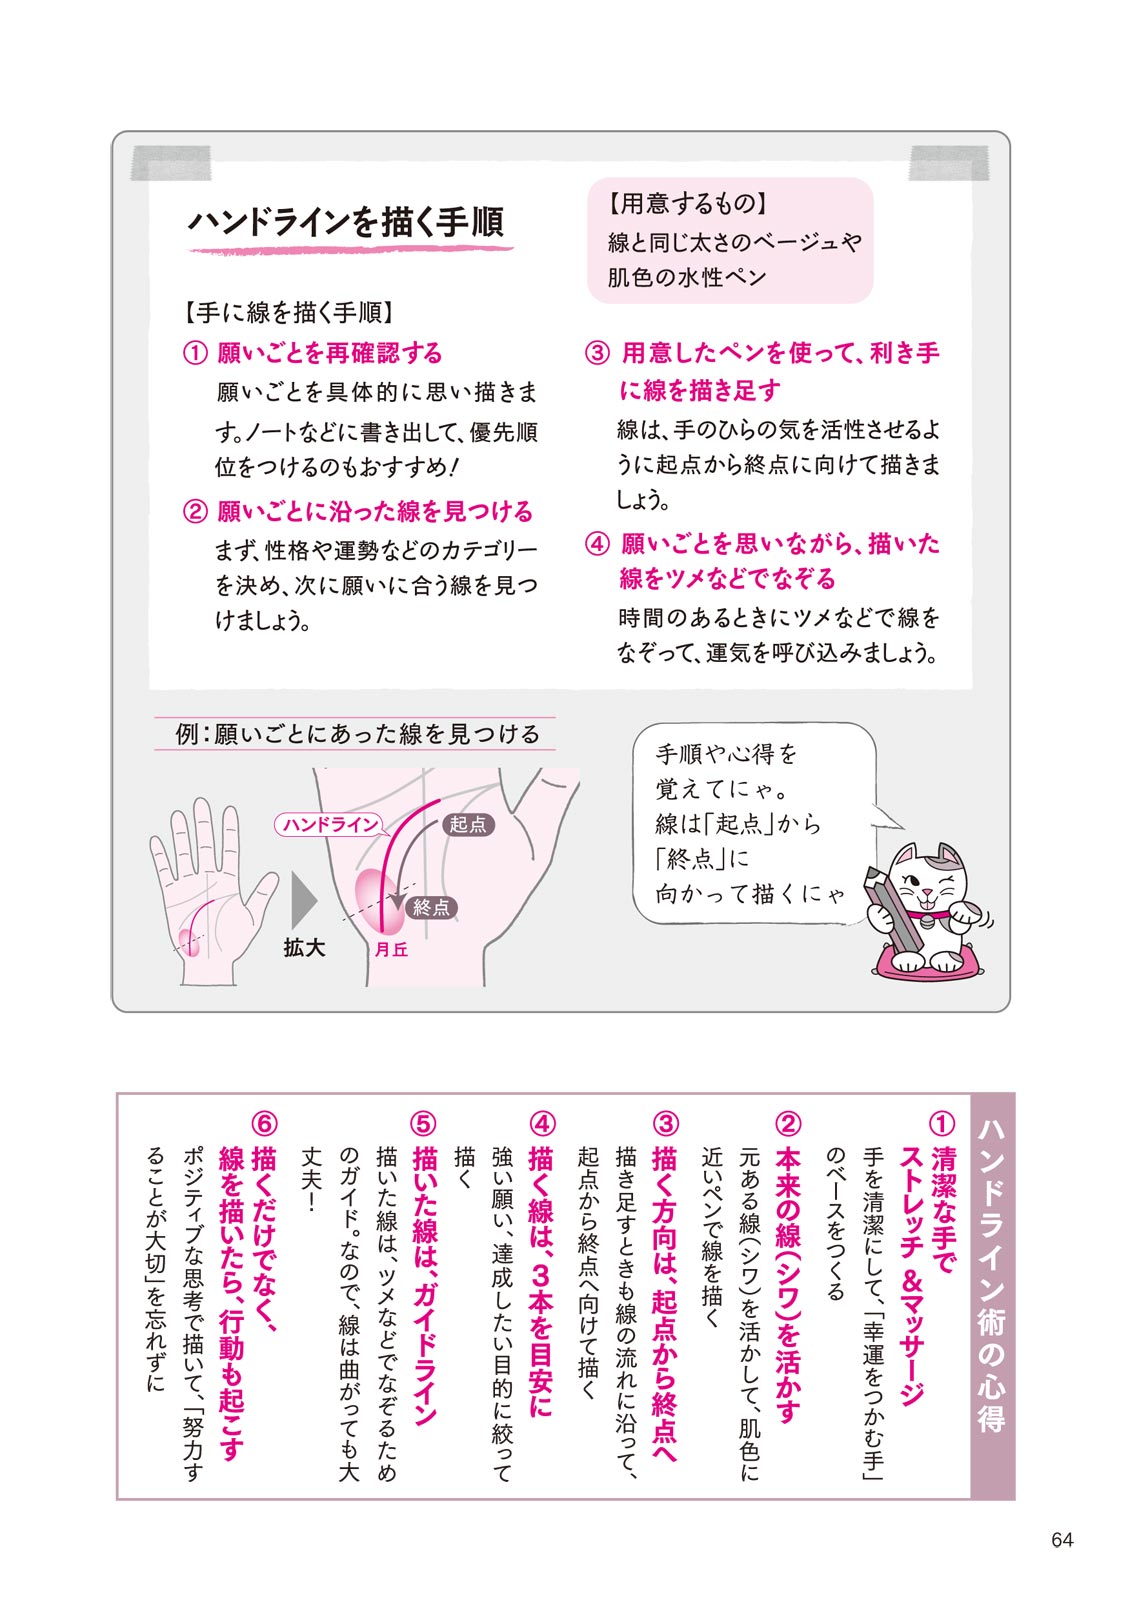 ハンドラインを描く手順
【用意するもの】
線と同じ太さのベージュや
肌色の水性ペン
【手に線を描く手順】
① 願いごとを再確認する
願いごとを具体的に思い描きま
す。ノートなどに書き出して、優先順
位をつけるのもおすすめ！
② 願いごとに沿った線を見つける
まず、性格や運勢などのカテゴリー
を決め、次に願いに合う線を見つ
けましょう。
③ 用意したペンを使って、利き手
に線を描き足す
線は、手のひらの気を活性させるよ
うに起点から終点に向けて描きま
しょう。
④ 願いごとを思いながら、描いた
線をツメなどでなぞる
時間のあるときにツメなどで線を
なぞって、運気を呼び込みましょう。
例：願いごとにあった線を見つける
拡大
ハンドライン
起点
終点
月丘
手順や心得を
覚えてにゃ。
線は「起点」から
「終点」に
向かって描くにゃ
ハンドライン術の心得
① 清潔な手で
ストレッチ＆マッサージ
手を清潔にして、「幸運をつかむ手」
のベースをつくる
② 本来の線（シワ）を活かす
元ある線（シワ）を活かして、肌色に
近いペンで線を描く
③ 描く方向は、起点から終点へ
描き足すときも線の流れに沿って、
起点から終点へ向けて描く
④ 描く線は、3本を目安に
強い願い、達成したい目的に絞って
描く
⑤ 描いた線は、ガイドライン
描いた線は、ツメなどでなぞるため
のガイド。なので、線は曲がっても大
丈夫！
⑥ 描くだけでなく、
線を描いたら、行動も起こす
ポジティブな思考で描いて、「努力す
ることが大切」を忘れずに
64